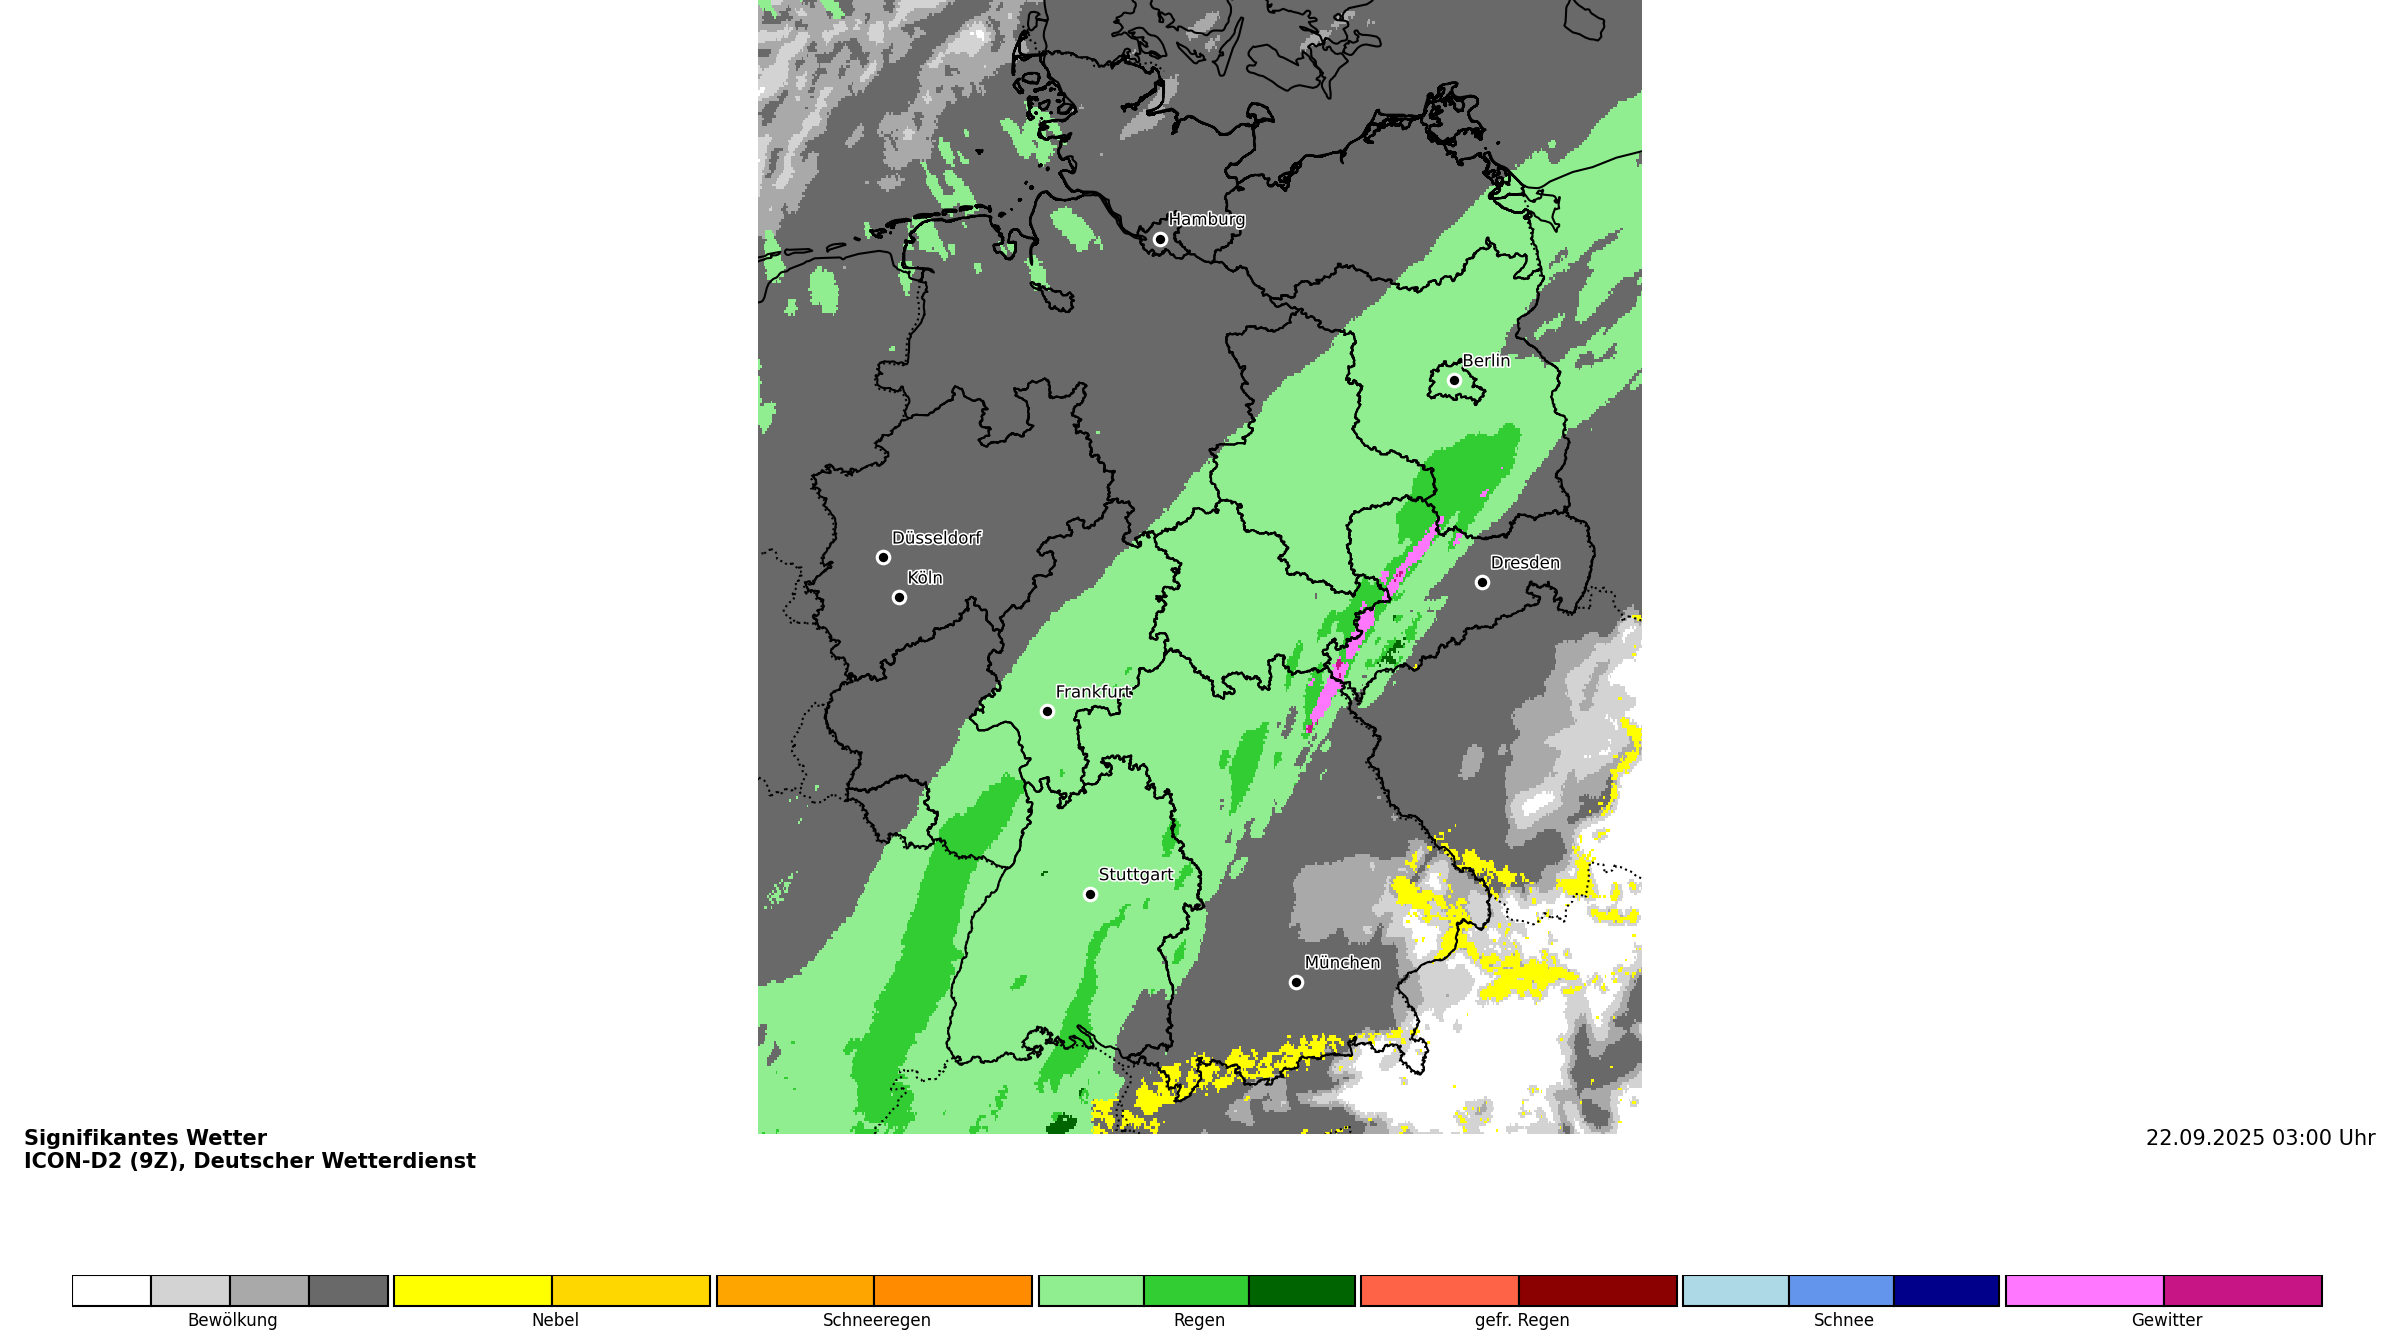 Hamburg
Berlin
Düsseldorf
Köln
Dresden
Frankfurt
Stuttgart
München
Signifikantes Wetter
ICON-D2 (9Z), Deutscher Wetterdienst
22.09.2025 03:00 Uhr
Bewölkung Nebel Schneeregen Regen gefr. Regen Schnee Gewitter